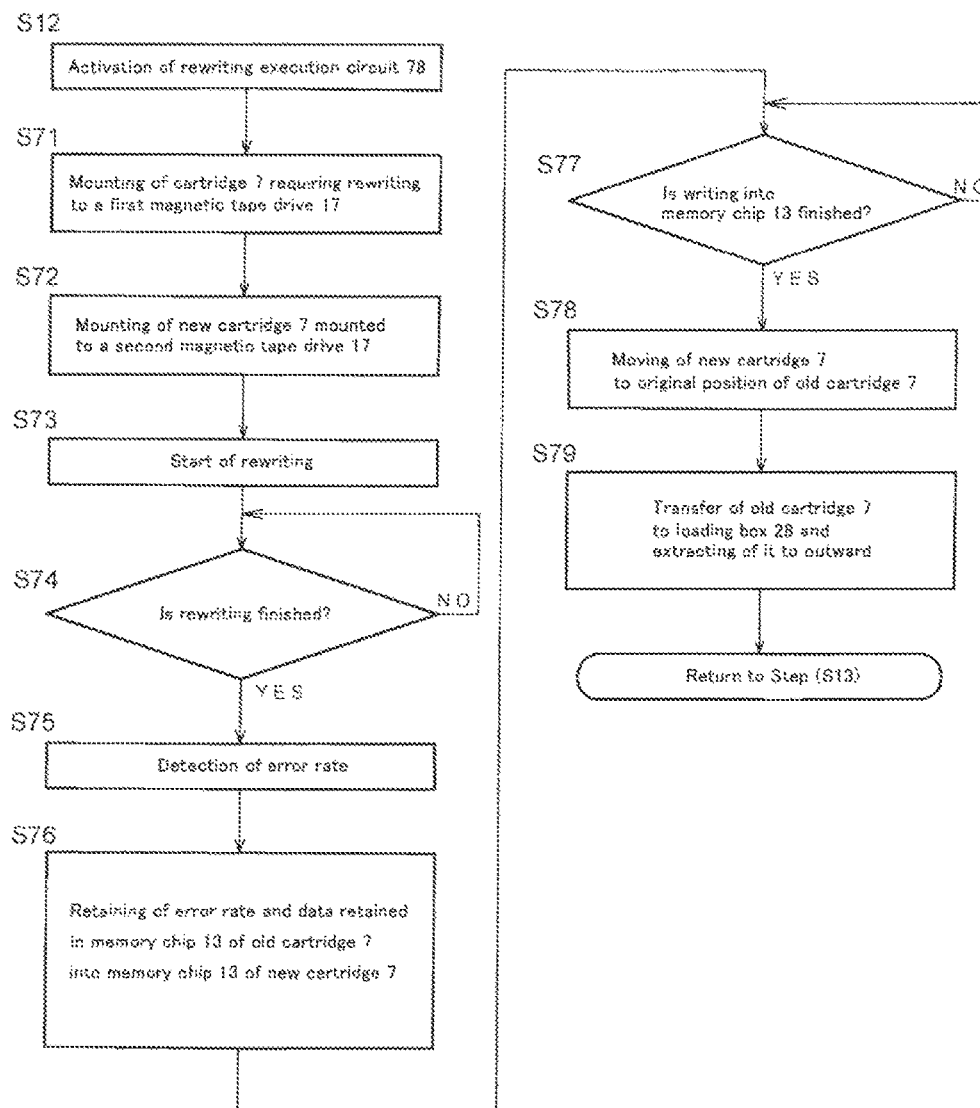 S12
Activation of rewriting execution circuit 78
S71
Mounting of cartridge 7 requiring rewriting
to a first magnetic tape drive 17
S72
Mounting of new cartridge 7 mounted
to a second magnetic tape drive 17
S73
Start of rewriting
S74
Is rewriting finished?
NO
YES
S75
Detection of error rate
S76
Retaining of error rate and data retained
in memory chip 13 of old cartridge 7
into memory chip 13 of new cartridge 7
S77
Is writing into
memory chip 13 finished?
NO
YES
S78
Moving of new cartridge 7
to original position of old cartridge 7
S79
Transfer of old cartridge 7
to loading box 28 and
extracting of it to outward
Return to Step (S13)